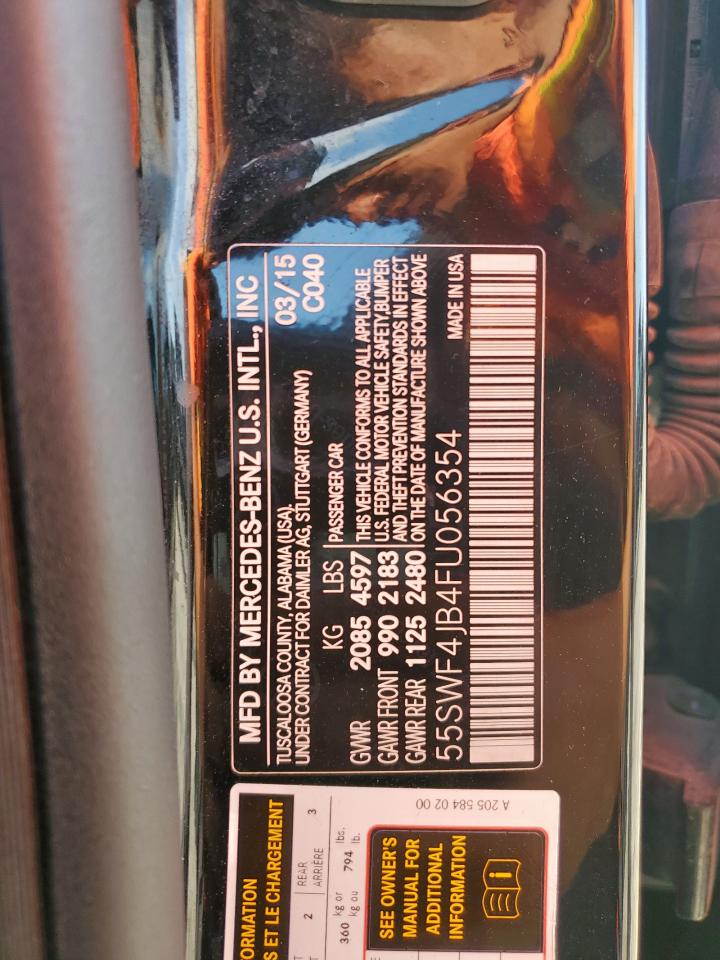 MFD BY MERCEDES-BENZ U.S. INTL., INC
TUSCALOOSA COUNTY, ALABAMA (USA), 03/15
UNDER CONTRACT FOR DAIMLER AG, STUTTGART (GERMANY) C040
KG LBS PASSENGER CAR
GVWR 2085 4597 THIS VEHICLE CONFORMS TO ALL APPLICABLE
GAWR FRONT 990 2183 U.S. FEDERAL MOTOR VEHICLE SAFETY,BUMPER
AND THEFT PREVENTION STANDARDS IN EFFECT
GAWR REAR 1125 2480 ON THE DATE OF MANUFACTURE SHOWN ABOVE
55SWF4JB4FU056354 MADE IN USA
ORMATION
S ET LE CHARGEMENT
2 REAR 3
ARRIÈRE
360 kg or 794 lbs.
kg ou lb.
SEE OWNER'S
MANUAL FOR
ADDITIONAL
INFORMATION
A 205 584 02 00